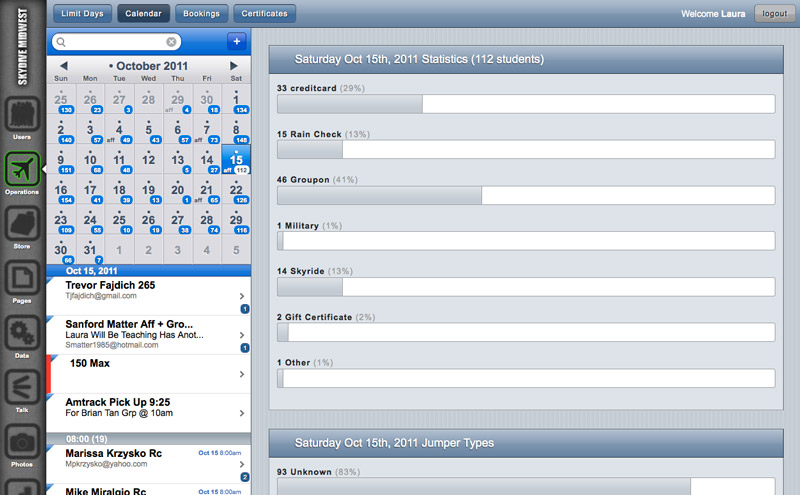 SKYDIVE MIDWEST
Users
Operations
Store
Pages
Data
Talk
Photos
Limit Days Calendar Bookings Certificates
Welcome Laura logout
+
October 2011
Sun Mon Tue Wed Thu Fri Sat
25 26 27 28 29 30 1
130 23 3 aff 4 18 134
2 3 4 5 6 7 8
140 57 aff 49 43 57 aff 73 148
9 10 11 12 13 14 15
151 68 48 5 27 aff 112
16 17 18 19 20 21 22
154 41 39 13 1 aff 65 126
23 24 25 26 27 28 29
109 55 10 19 38 74 116
30 31 1 2 3 4 5
66 7
Oct 15, 2011
Trevor Fajdich 265
Tjfajdich@gmail.com
1
Sanford Matter Aff + Gro...
Laura Will Be Teaching Has Anot...
Smatter1985@hotmail.com
1
150 Max
Amtrack Pick Up 9:25
For Brian Tan Grp @ 10am
08:00 (19)
Marissa Krzysko Rc Oct 15 8:00am
Mpkrzysko@yahoo.com
2
Mike Miralgio Rc Oct 15 8:00am
Saturday Oct 15th, 2011 Statistics (112 students)
33 creditcard (29%)
15 Rain Check (13%)
46 Groupon (41%)
1 Military (1%)
14 Skyride (13%)
2 Gift Certificate (2%)
1 Other (1%)
Saturday Oct 15th, 2011 Jumper Types
93 Unknown (83%)